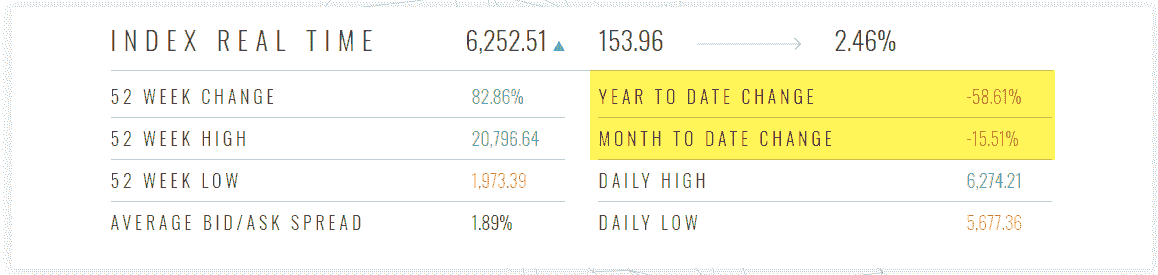 INDEX REAL TIME 6,252.51 ▲ 153.96 → 2.46%
52 WEEK CHANGE 82.86% YEAR TO DATE CHANGE -58.61%
52 WEEK HIGH 20,796.64 MONTH TO DATE CHANGE -15.51%
52 WEEK LOW 1,973.39 DAILY HIGH 6,274.21
AVERAGE BID/ASK SPREAD 1.89% DAILY LOW 5,677.36